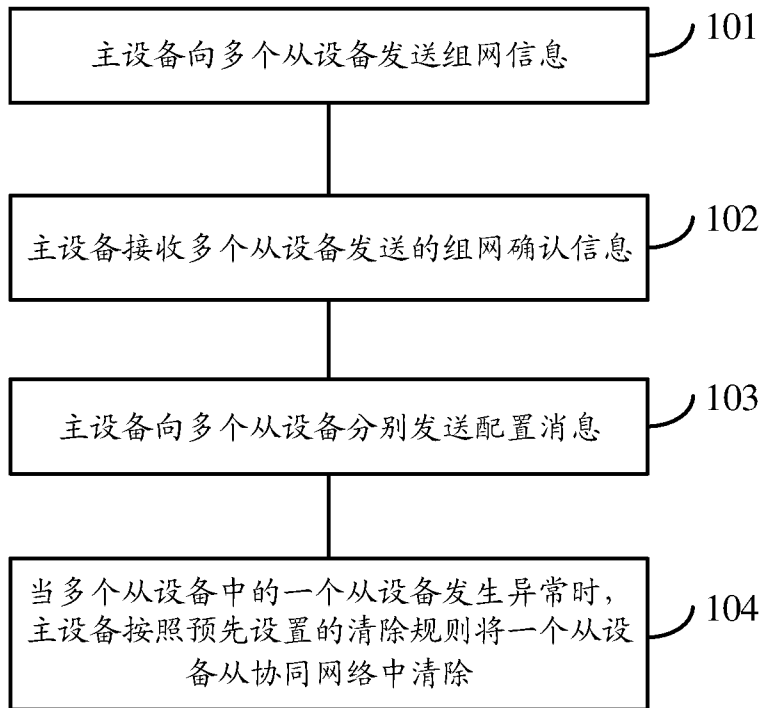 主设备向多个从设备发送组网信息
101
主设备接收多个从设备发送的组网确认信息
102
主设备向多个从设备分别发送配置消息
103
当多个从设备中的一个从设备发生异常时，
主设备按照预先设置的清除规则将一个从设
备从协同网络中清除
104